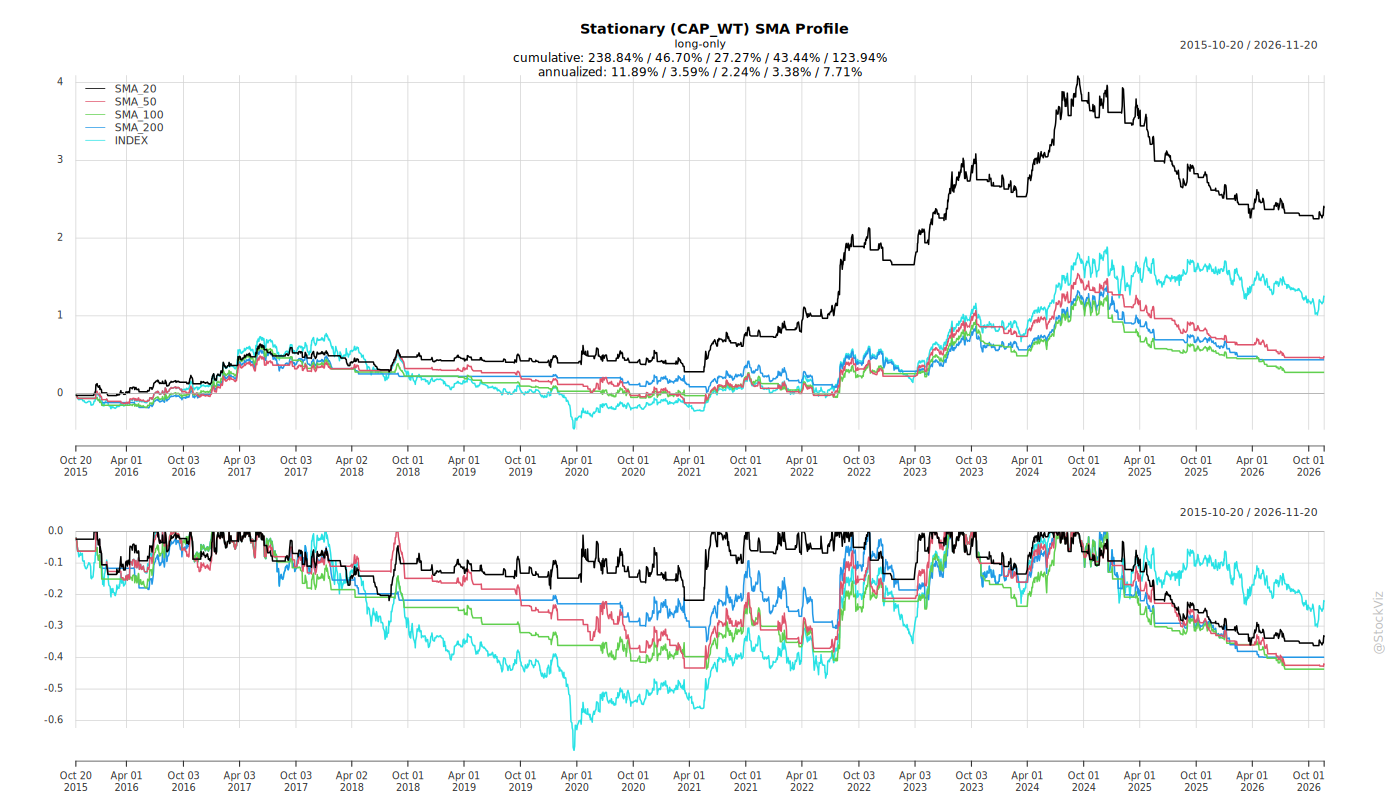 Stationary (CAP_WT) SMA Profile
long-only
2015-10-20 / 2026-11-20
cumulative: 238.84% / 46.70% / 27.27% / 43.44% / 123.94%
annualized: 11.89% / 3.59% / 2.24% / 3.38% / 7.71%
4
3
2
1
0
SMA_20
SMA_50
SMA_100
SMA_200
INDEX
Oct 20 Apr 01 Oct 03 Apr 03 Oct 03 Apr 02 Oct 01 Apr 01 Oct 01 Apr 01 Oct 01 Apr 01 Oct 01 Apr 01 Oct 03 Apr 03 Oct 03 Apr 01 Oct 01 Apr 01 Oct 01 Apr 01 Oct 01
2015 2016 2016 2017 2017 2018 2018 2019 2019 2020 2020 2021 2021 2022 2022 2023 2023 2024 2024 2025 2025 2026 2026
2015-10-20 / 2026-11-20
0.0
-0.1
-0.2
-0.3
-0.4
-0.5
-0.6
Oct 20 Apr 01 Oct 03 Apr 03 Oct 03 Apr 02 Oct 01 Apr 01 Oct 01 Apr 01 Oct 01 Apr 01 Oct 01 Apr 01 Oct 03 Apr 03 Oct 03 Apr 01 Oct 01 Apr 01 Oct 01 Apr 01 Oct 01
2015 2016 2016 2017 2017 2018 2018 2019 2019 2020 2020 2021 2021 2022 2022 2023 2023 2024 2024 2025 2025 2026 2026
@StockViz